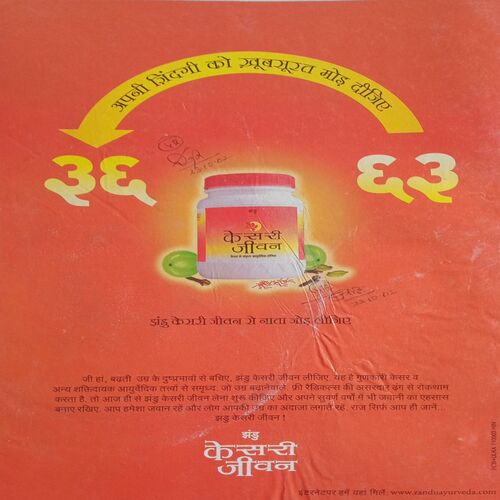 अपनी ज़िंदगी को ख़ूबसूरत मोड़ दीजिए
३६
६३
झंडु
केसरी
जीवन
झंडु केसरी जीवन से नाता जोड़ लीजिए
जी हां, बढ़ती उम्र के दुष्प्रभावों से बचिए, झंडु केसरी जीवन लीजिए. यह है गुणकारी केसर व
अन्य शक्तिदायक आयुर्वेदिक तत्त्वों से समृध्द. जो उम्र बढ़ानेवाले, फ्री रैडिकल्स की असरदार ढंग से रोकथाम
करता है. तो आज ही से झंडु केसरी जीवन लेना शुरू कीजिए और अपने सुवर्ण वर्षों में भी जवानी का एहसास
बनाए रखिए. आप हमेशा जवान रहें और लोग आपकी उम्र का अंदाजा लगाते रहें. राज़ सिर्फ आप ही जानें...
झंडु केसरी जीवन !
झंडु
केसरी
जीवन
इंटरनेटपर हमें यहां मिलें: www.zanduayurveda.com